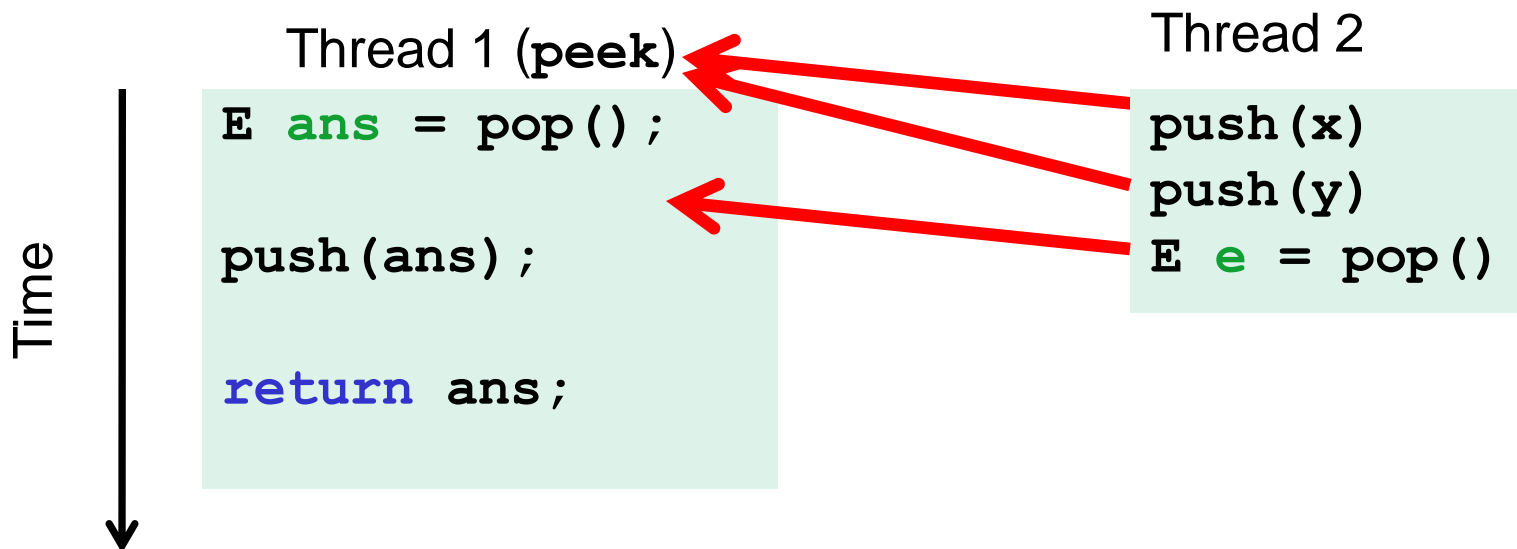 Thread 1 (peek)
E ans = pop();
push(ans);
return ans;
Thread 2
push(x)
push(y)
E e = pop()
Time